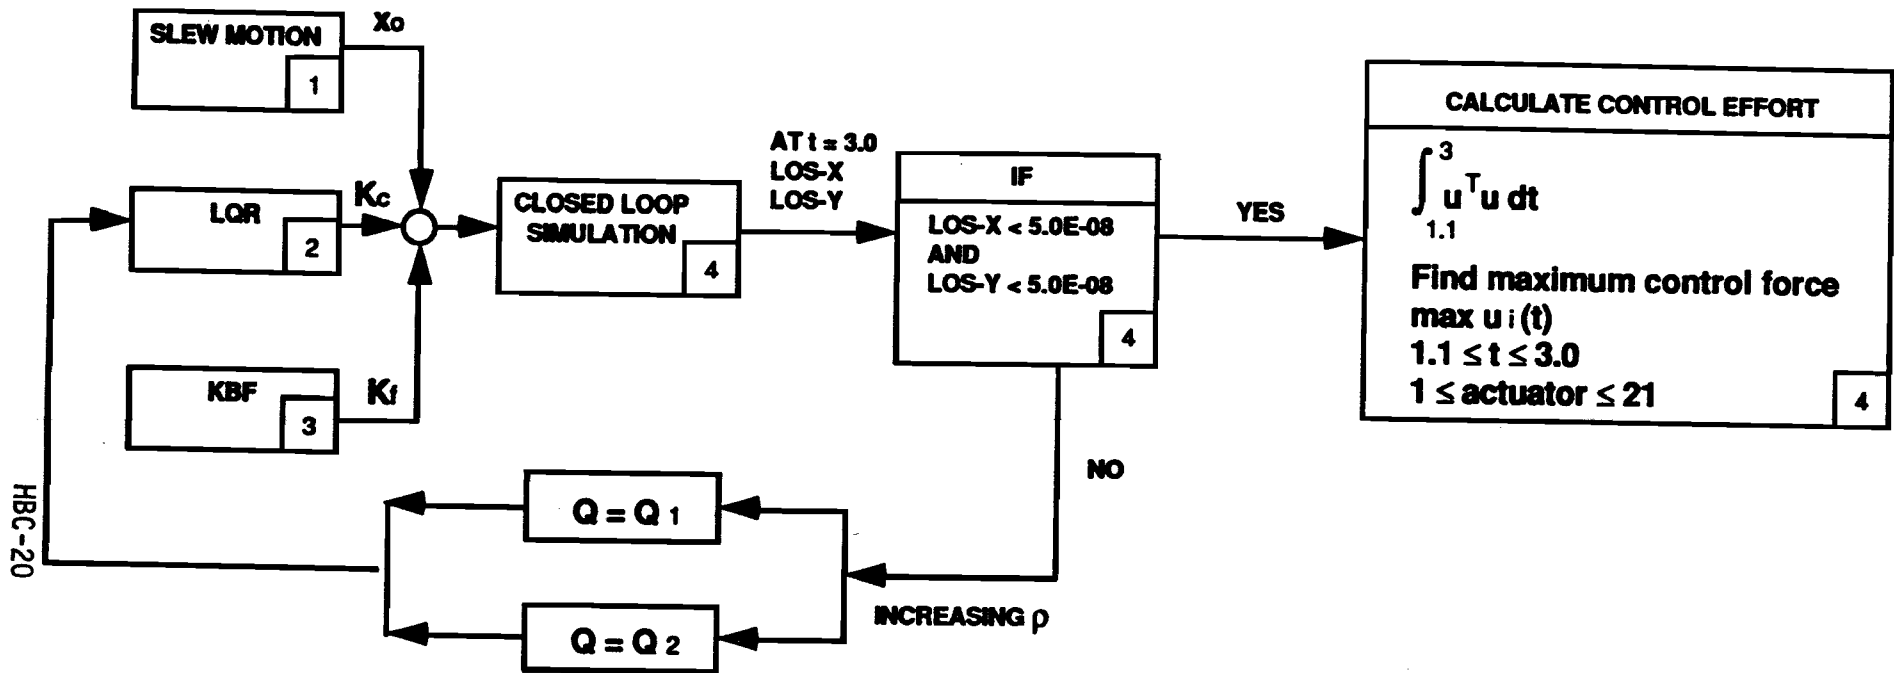 SLEW MOTION
1
Xo
LQR
2
Kc
KBF
3
Kf
CLOSED LOOP
SIMULATION
4
AT t = 3.0
LOS-X
LOS-Y
IF
LOS-X < 5.0E-08
AND
LOS-Y < 5.0E-08
4
YES
CALCULATE CONTROL EFFORT
∫ 3 1.1 u T u dt
Find maximum control force
max u i (t)
1.1 ≤ t ≤ 3.0
1 ≤ actuator ≤ 21
4
NO
INCREASING ρ
Q = Q 1
Q = Q 2
HBC-20